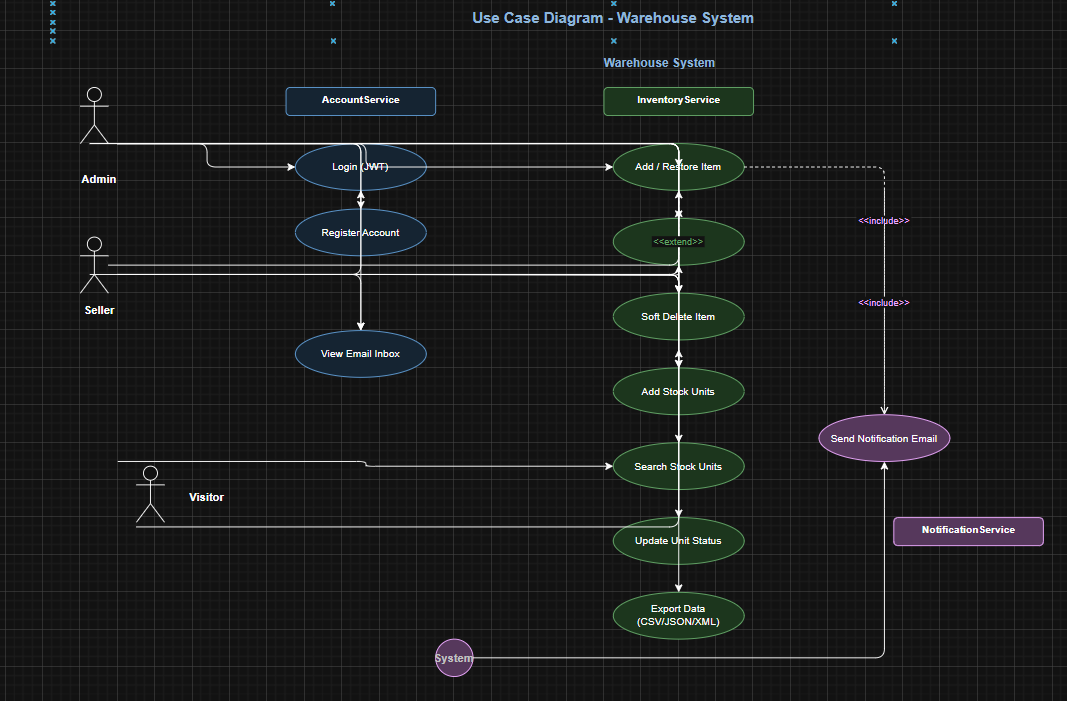 Use Case Diagram - Warehouse System
Warehouse System
AccountService
InventoryService
Admin
Login (JWT)
Add / Restore Item
<<include>>
Register Account
<<extend>>
Seller
<<include>>
Soft Delete Item
View Email Inbox
Add Stock Units
Send Notification Email
Search Stock Units
Visitor
NotificationService
Update Unit Status
Export Data
(CSV/JSON/XML)
System